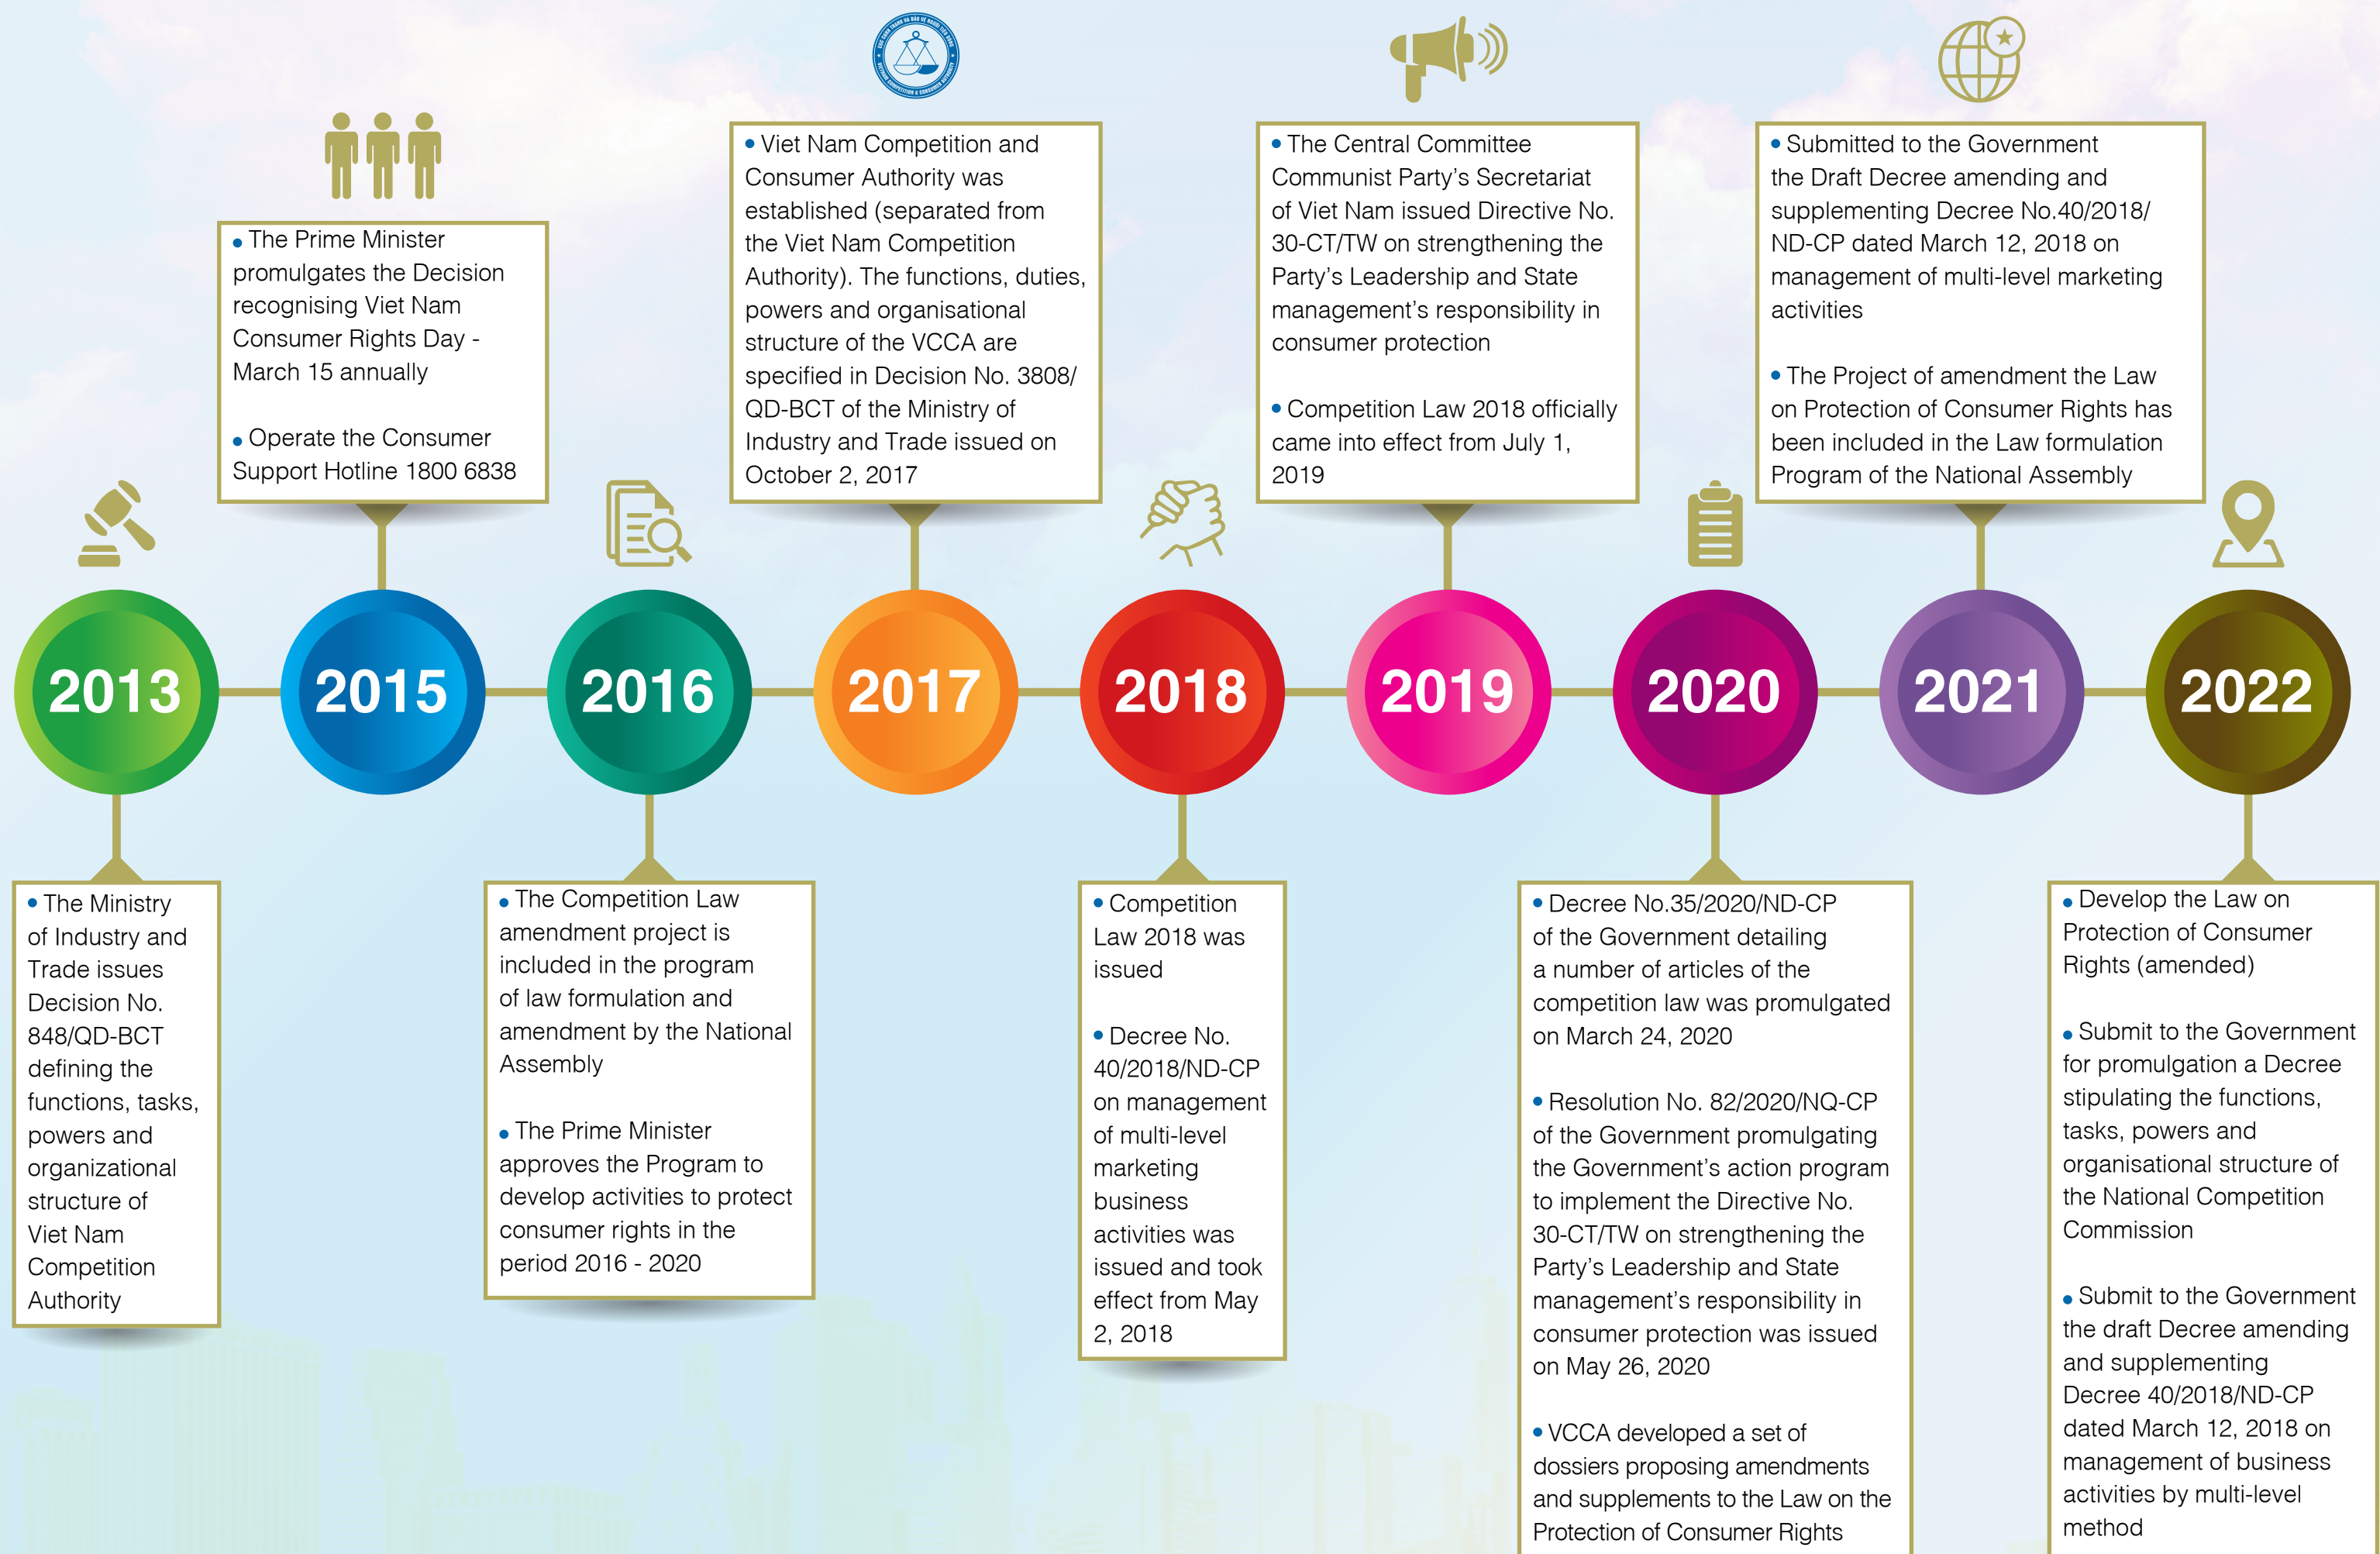 • The Prime Minister
promulgates the Decision
recognising Viet Nam
Consumer Rights Day -
March 15 annually
• Operate the Consumer
Support Hotline 1800 6838
• Viet Nam Competition and
Consumer Authority was
established (separated from
the Viet Nam Competition
Authority). The functions, duties,
powers and organisational
structure of the VCCA are
specified in Decision No. 3808/
QD-BCT of the Ministry of
Industry and Trade issued on
October 2, 2017
• The Central Committee
Communist Party's Secretariat
of Viet Nam issued Directive No.
30-CT/TW on strengthening the
Party's Leadership and State
management's responsibility in
consumer protection
• Competition Law 2018 officially
came into effect from July 1,
2019
• Submitted to the Government
the Draft Decree amending and
supplementing Decree No.40/2018/
ND-CP dated March 12, 2018 on
management of multi-level marketing
activities
• The Project of amendment the Law
on Protection of Consumer Rights has
been included in the Law formulation
Program of the National Assembly
2013
2015
2016
2017
2018
2019
2020
2021
2022
• The Ministry
of Industry and
Trade issues
Decision No.
848/QD-BCT
defining the
functions, tasks,
powers and
organizational
structure of
Viet Nam
Competition
Authority
• The Competition Law
amendment project is
included in the program
of law formulation and
amendment by the National
Assembly
• The Prime Minister
approves the Program to
develop activities to protect
consumer rights in the
period 2016 - 2020
• Competition
Law 2018 was
issued
• Decree No.
40/2018/ND-CP
on management
of multi-level
marketing
business
activities was
issued and took
effect from May
2, 2018
• Decree No.35/2020/ND-CP
of the Government detailing
a number of articles of the
competition law was promulgated
on March 24, 2020
• Resolution No. 82/2020/NQ-CP
of the Government promulgating
the Government's action program
to implement the Directive No.
30-CT/TW on strengthening the
Party's Leadership and State
management's responsibility in
consumer protection was issued
on May 26, 2020
• VCCA developed a set of
dossiers proposing amendments
and supplements to the Law on the
Protection of Consumer Rights
• Develop the Law on
Protection of Consumer
Rights (amended)
• Submit to the Government
for promulgation a Decree
stipulating the functions,
tasks, powers and
organisational structure of
the National Competition
Commission
• Submit to the Government
the draft Decree amending
and supplementing
Decree 40/2018/ND-CP
dated March 12, 2018 on
management of business
activities by multi-level
method